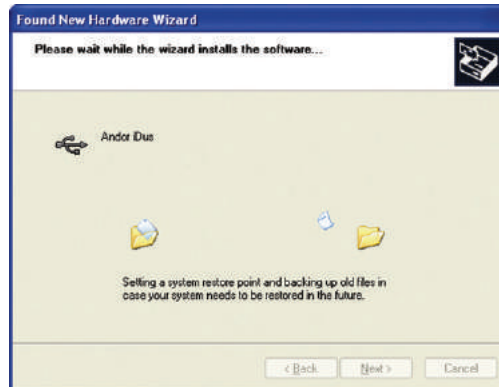 Found New Hardware Wizard
Please wait while the wizard installs the software...
Andor iDus
Setting a system restore point and backing up old files in
case your system needs to be restored in the future.
< Back
Next >
Cancel